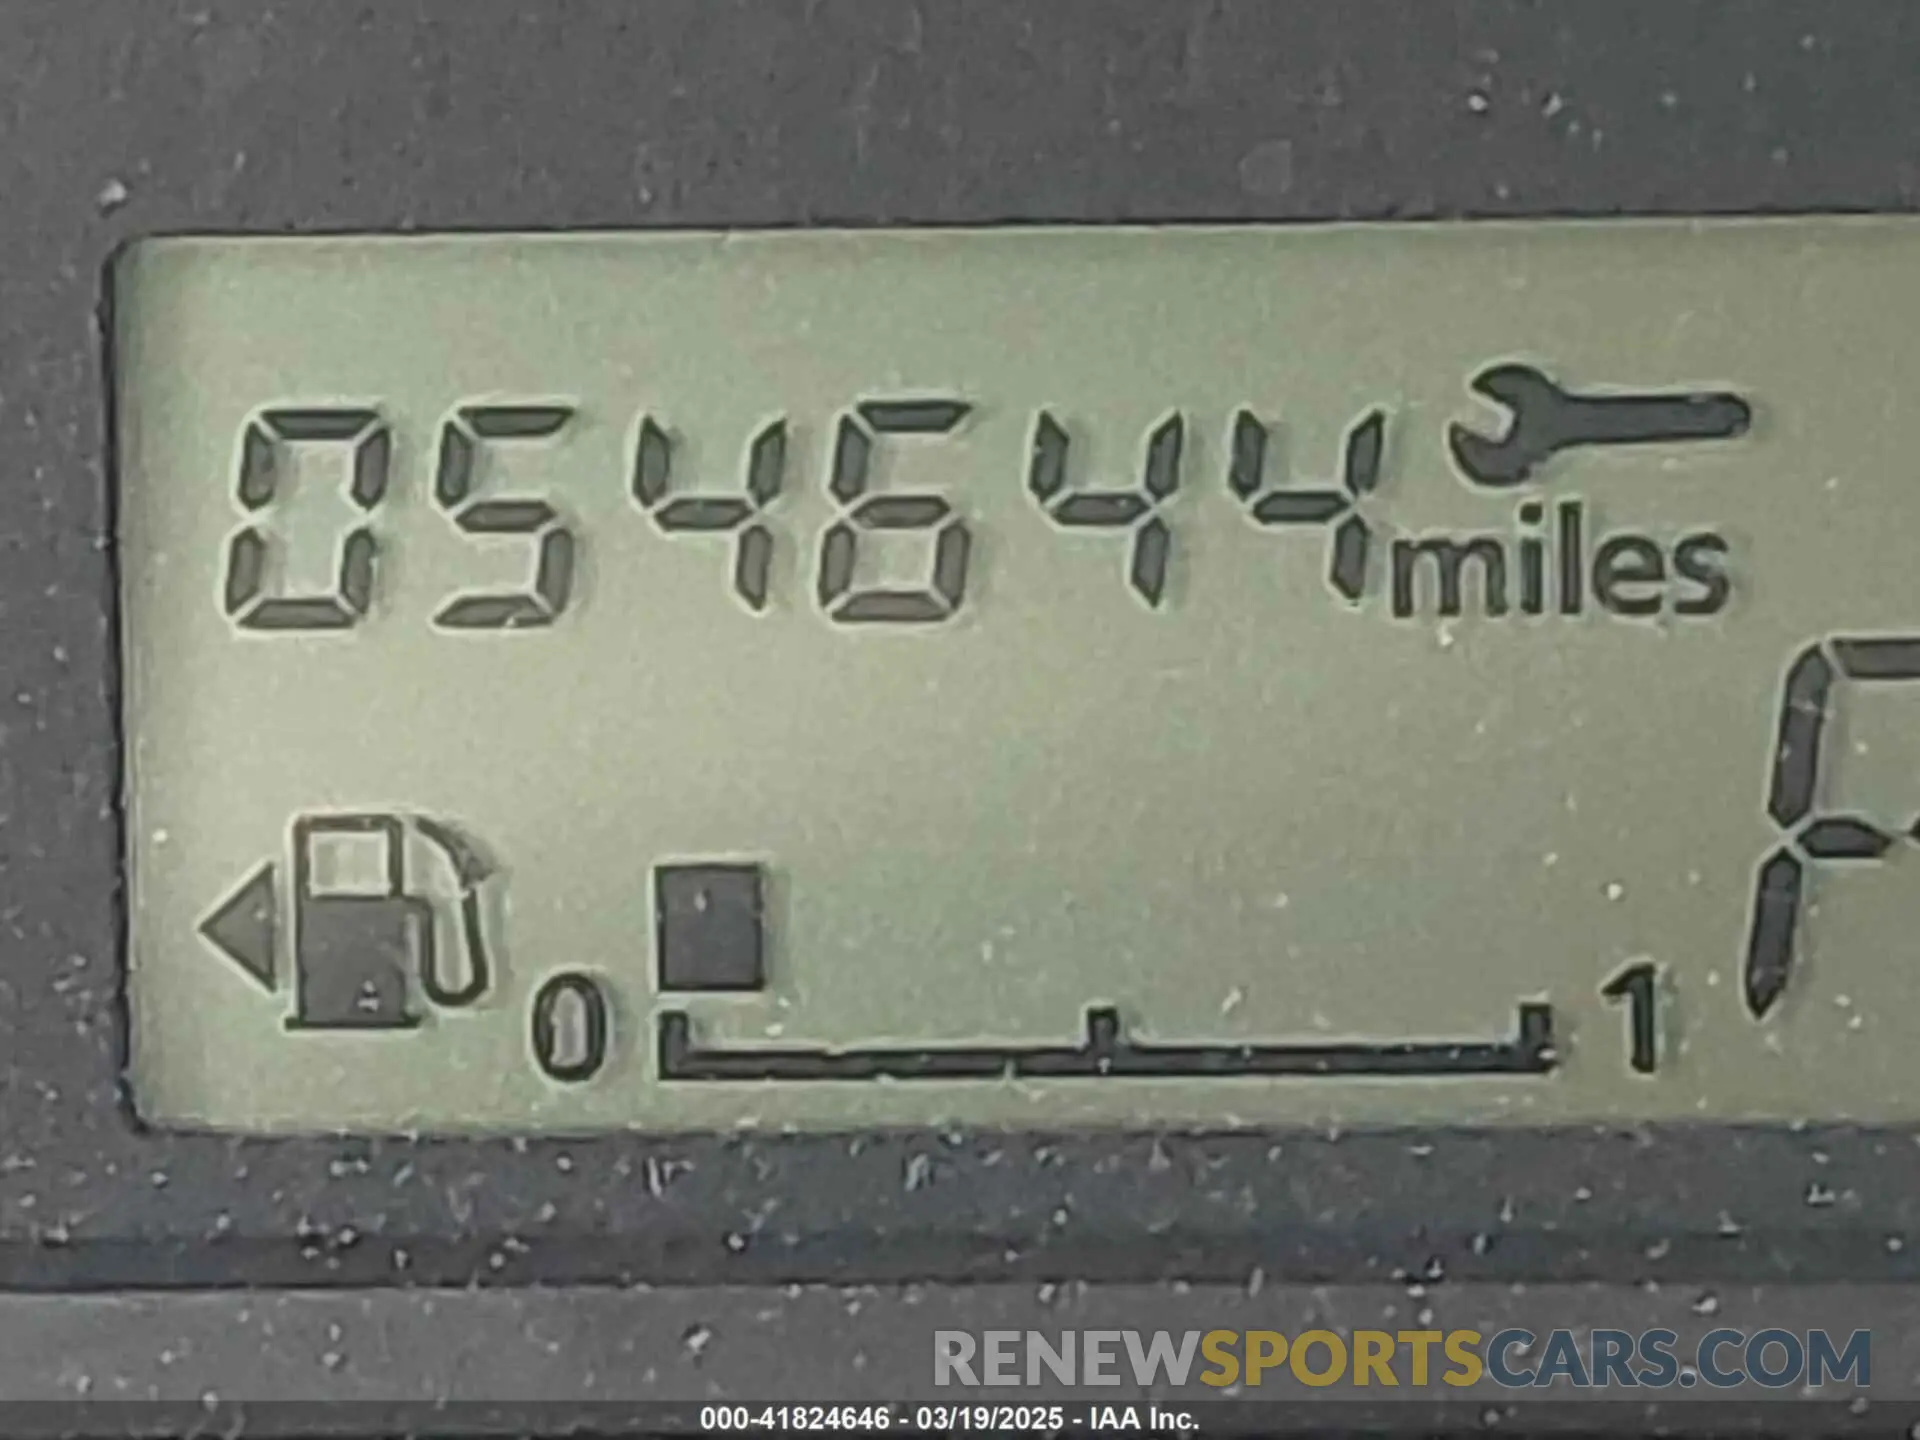 054644 miles
P
0 1
RENEWSPORTSCARS.COM
000-41824646 - 03/19/2025 - IAA Inc.